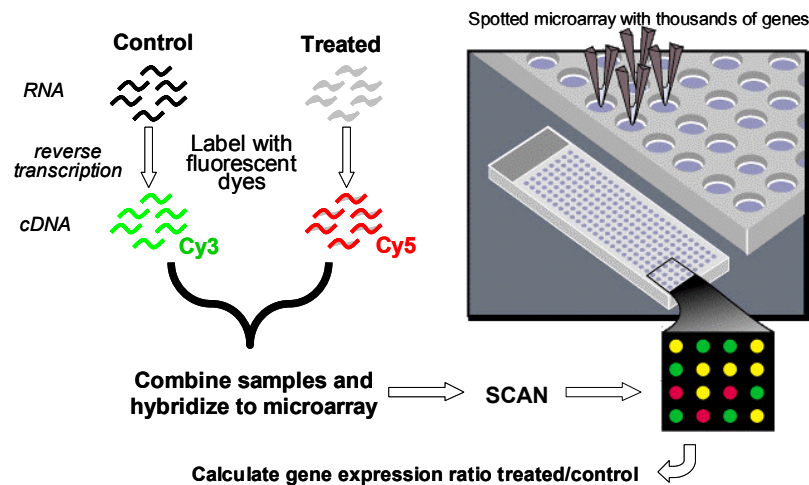 Spotted microarray with thousands of genes
Control
Treated
RNA
reverse
transcription
Label with
fluorescent
dyes
cDNA
Cy3
Cy5
Combine samples and
hybridize to microarray
SCAN
Calculate gene expression ratio treated/control